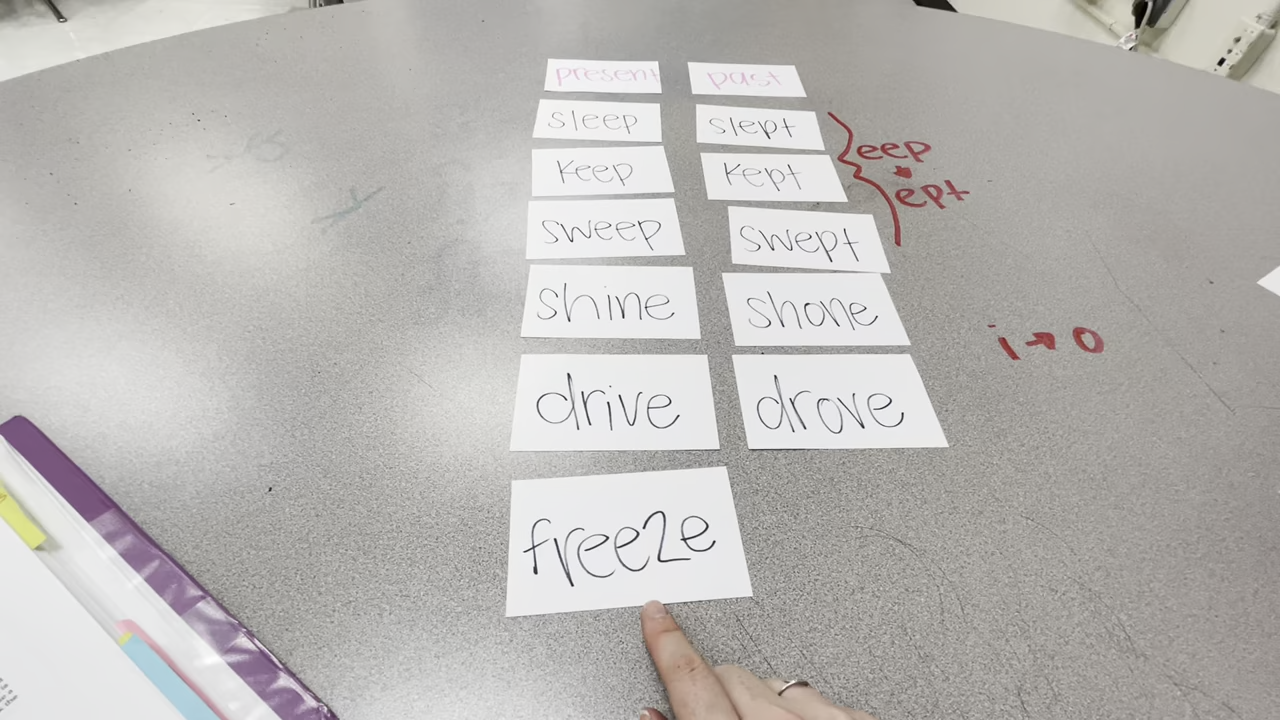 present past
sleep slept
keep kept
eep
ept
sweep swept
shine shone
i → o
drive drove
freeze